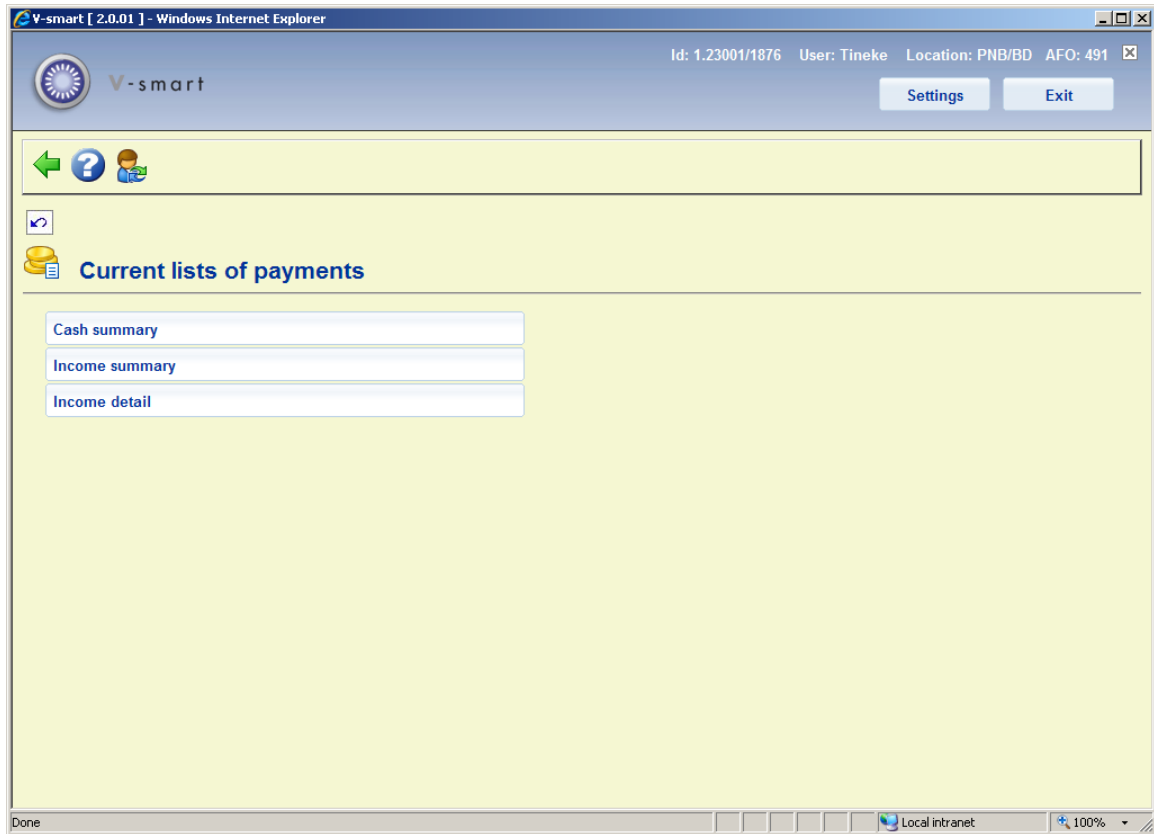 V-smart [ 2.0.01 ] - Windows Internet Explorer
Id: 1.23001/1876 User: Tineke Location: PNB/BD AFO: 491
V-smart
Settings Exit
Current lists of payments
Cash summary
Income summary
Income detail
Done Local intranet 100%